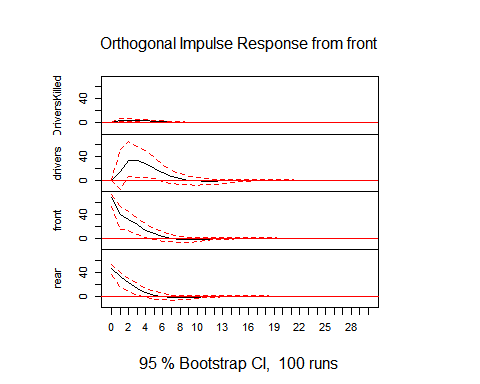 Orthogonal Impulse Response from front
DriversKilled
0 40
drivers
0 40
front
0 40
rear
0 40
0 2 4 6 8 10 13 16 19 22 25 28
95 % Bootstrap CI, 100 runs